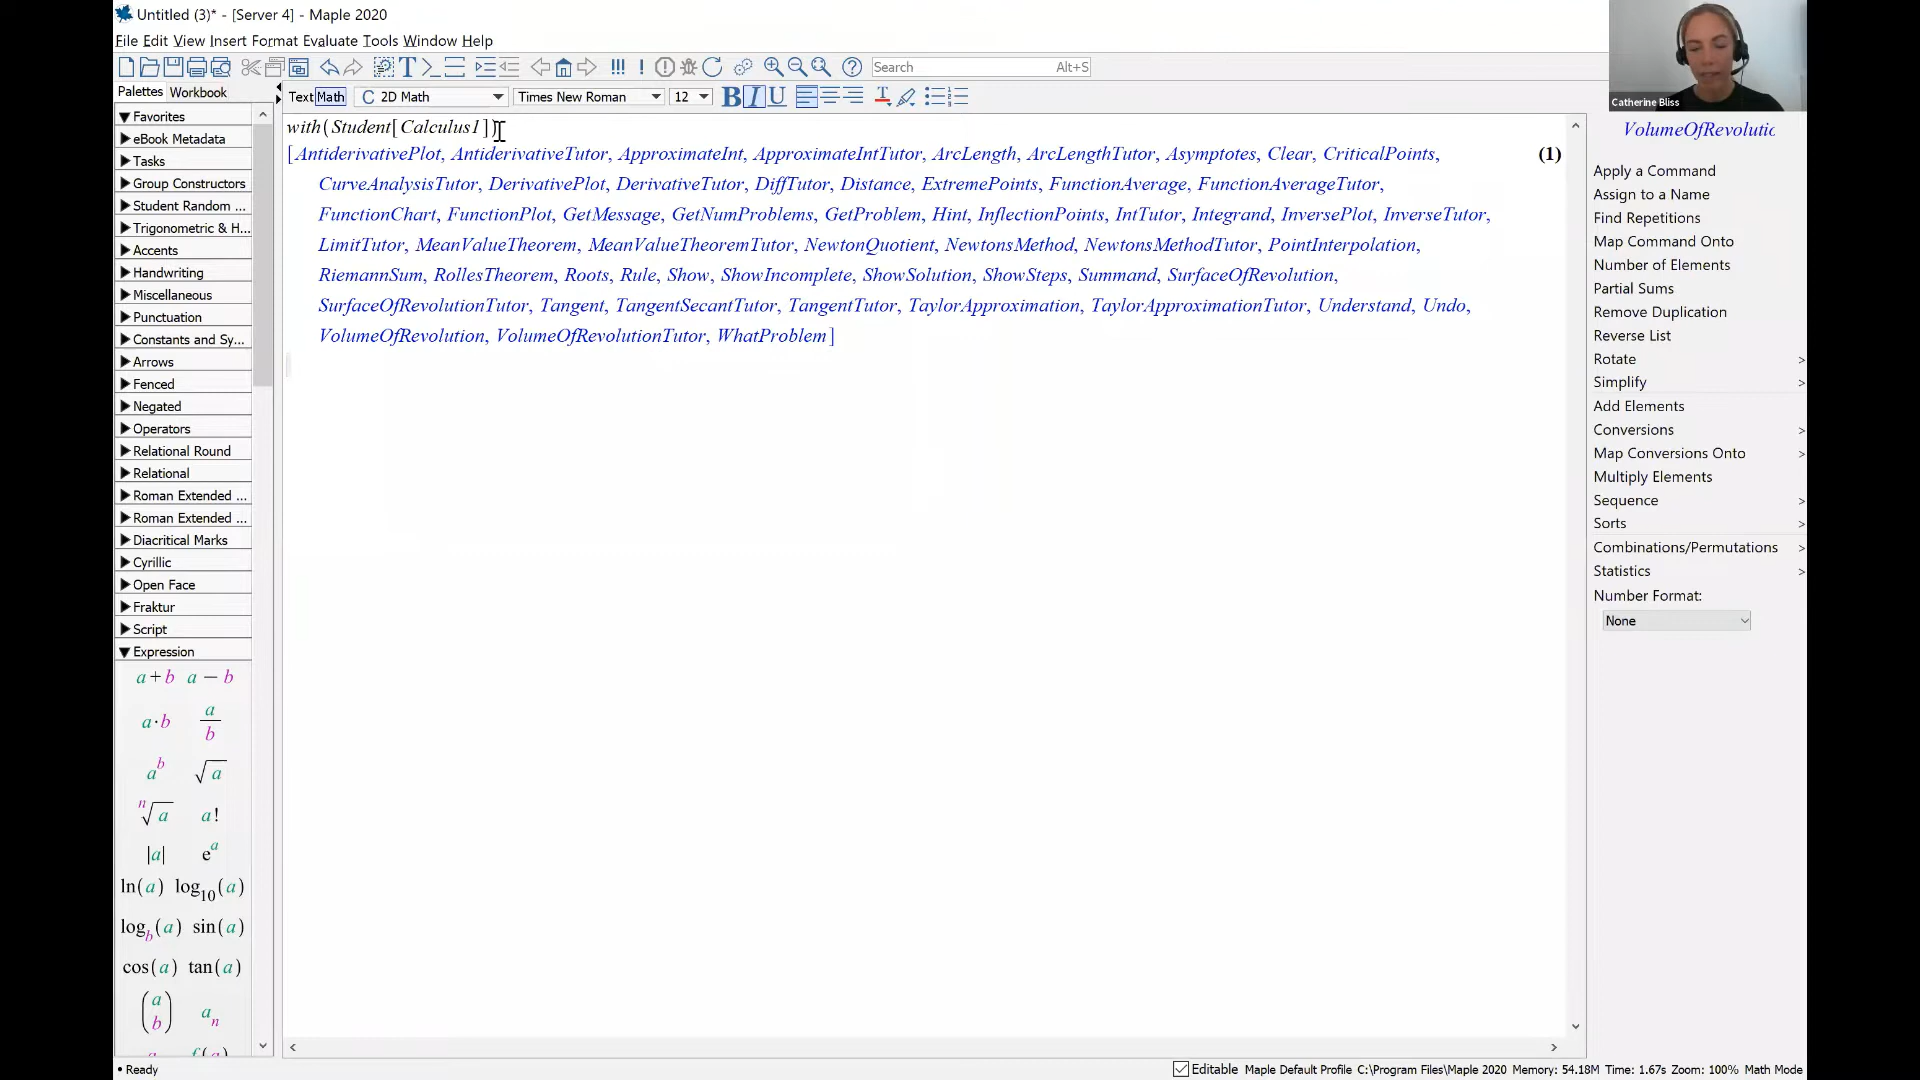 Untitled (3)* - [Server 4] - Maple 2020
File Edit View Insert Format Evaluate Tools Window Help
Search Alt+S
Palettes Workbook
Text Math C 2D Math Times New Roman 12 B I U
Favorites
eBook Metadata
Tasks
Group Constructors
Student Random ...
Trigonometric & H...
Accents
Handwriting
Miscellaneous
Punctuation
Constants and Sy...
Arrows
Fenced
Negated
Operators
Relational Round
Relational
Roman Extended ...
Roman Extended ...
Diacritical Marks
Cyrillic
Open Face
Fraktur
Script
Expression
a+b a − b
a·b a/b
a^b √a
n√a a!
|a| e^a
ln(a) log10(a)
log_b(a) sin(a)
cos(a) tan(a)
(a b) a_n
with(Student[Calculus1])
[AntiderivativePlot, AntiderivativeTutor, ApproximateInt, ApproximateIntTutor, ArcLength, ArcLengthTutor, Asymptotes, Clear, CriticalPoints, (1)
CurveAnalysisTutor, DerivativePlot, DerivativeTutor, DiffTutor, Distance, ExtremePoints, FunctionAverage, FunctionAverageTutor,
FunctionChart, FunctionPlot, GetMessage, GetNumProblems, GetProblem, Hint, InflectionPoints, IntTutor, Integrand, InversePlot, InverseTutor,
LimitTutor, MeanValueTheorem, MeanValueTheoremTutor, NewtonQuotient, NewtonsMethod, NewtonsMethodTutor, PointInterpolation,
RiemannSum, RollesTheorem, Roots, Rule, Show, ShowIncomplete, ShowSolution, ShowSteps, Summand, SurfaceOfRevolution,
SurfaceOfRevolutionTutor, Tangent, TangentSecantTutor, TangentTutor, TaylorApproximation, TaylorApproximationTutor, Understand, Undo,
VolumeOfRevolution, VolumeOfRevolutionTutor, WhatProblem]
Catherine Bliss
VolumeOfRevolutio
Apply a Command
Assign to a Name
Find Repetitions
Map Command Onto
Number of Elements
Partial Sums
Remove Duplication
Reverse List
Rotate >
Simplify >
Add Elements
Conversions >
Map Conversions Onto >
Multiply Elements
Sequence >
Sorts >
Combinations/Permutations >
Statistics >
Number Format:
None
• Ready
Editable Maple Default Profile C:\Program Files\Maple 2020 Memory: 54.18M Time: 1.67s Zoom: 100% Math Mode